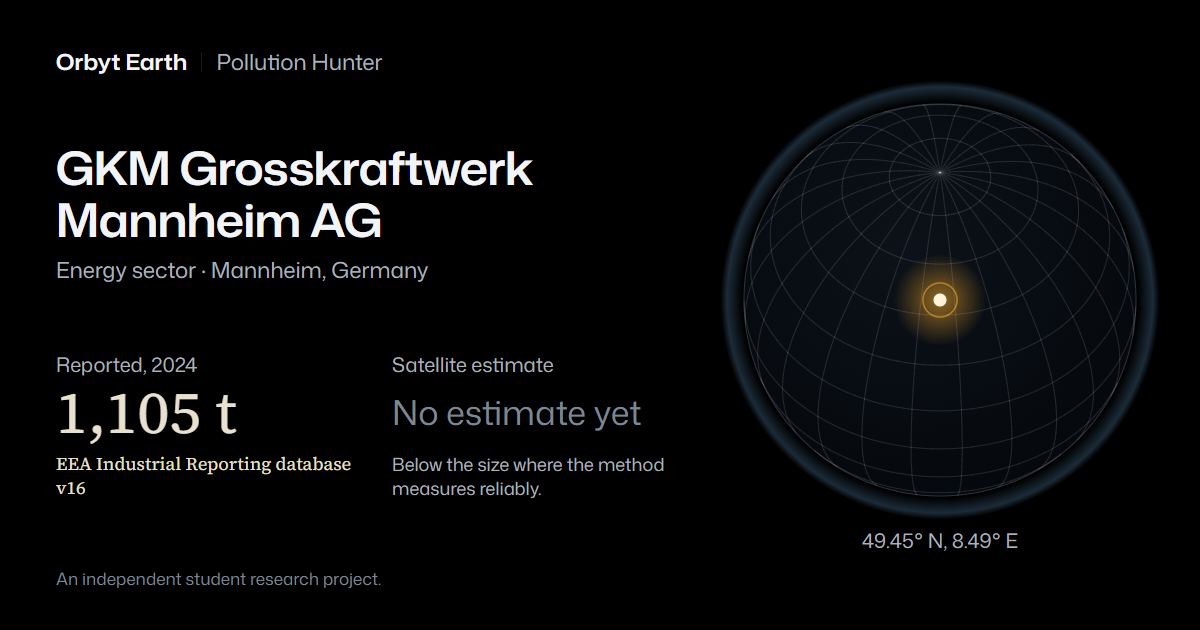 Orbyt Earth | Pollution Hunter
GKM Grosskraftwerk
Mannheim AG
Energy sector · Mannheim, Germany
Reported, 2024
1,105 t
EEA Industrial Reporting database
v16
Satellite estimate
No estimate yet
Below the size where the method
measures reliably.
49.45° N, 8.49° E
An independent student research project.